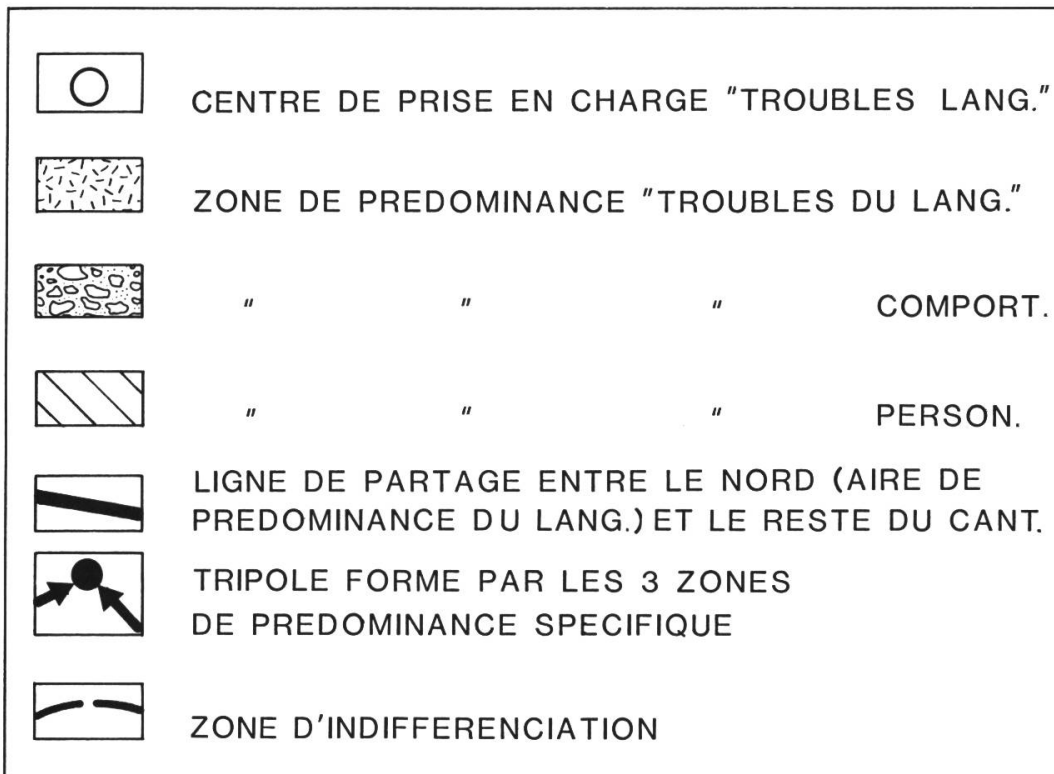 CENTRE DE PRISE EN CHARGE "TROUBLES LANG."
ZONE DE PREDOMINANCE "TROUBLES DU LANG."
" " " COMPORT.
" " " PERSON.
LIGNE DE PARTAGE ENTRE LE NORD (AIRE DE
PREDOMINANCE DU LANG.) ET LE RESTE DU CANT.
TRIPOLE FORME PAR LES 3 ZONES
DE PREDOMINANCE SPECIFIQUE
ZONE D'INDIFFERENCIATION